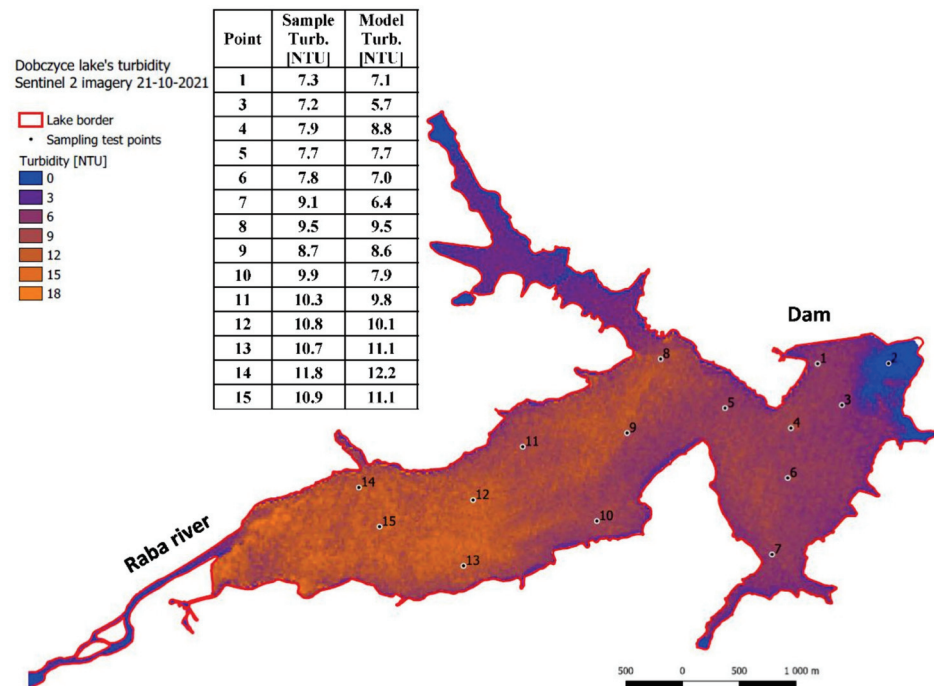 Dobczyce lake's turbidity
Sentinel 2 imagery 21-10-2021
Lake border
Sampling test points
Turbidity [NTU]
0
3
6
9
12
15
18
Point Sample Turb. [NTU] Model Turb. [NTU]
1 7.3 7.1
3 7.2 5.7
4 7.9 8.8
5 7.7 7.7
6 7.8 7.0
7 9.1 6.4
8 9.5 9.5
9 8.7 8.6
10 9.9 7.9
11 10.3 9.8
12 10.8 10.1
13 10.7 11.1
14 11.8 12.2
15 10.9 11.1
Dam
8
1
2
5
3
4
9
11
6
14
12
10
15
7
13
Raba river
500 0 500 1 000 m